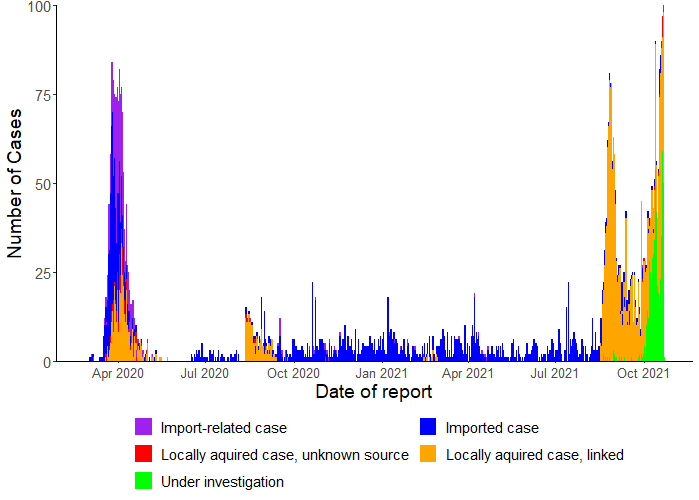 100
75
50
25
0
Number of Cases
Apr 2020 Jul 2020 Oct 2020 Jan 2021 Apr 2021 Jul 2021 Oct 2021
Date of report
Import-related case Imported case
Locally aquired case, unknown source Locally aquired case, linked
Under investigation